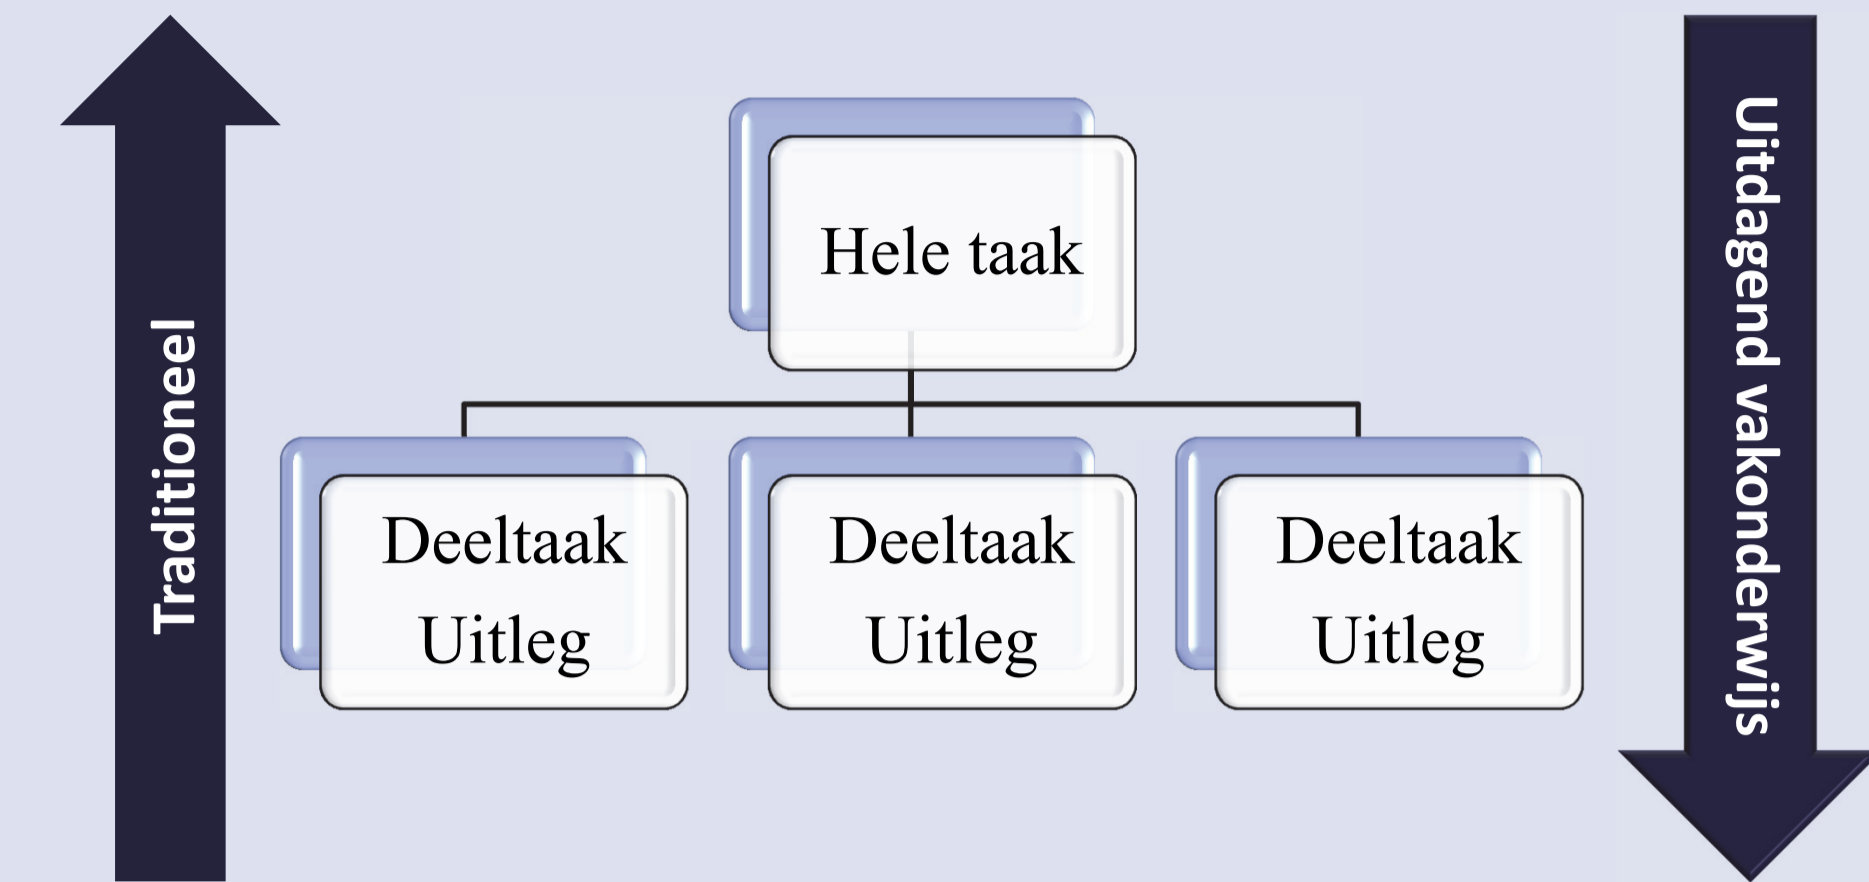 Traditioneel
Hele taak
Deeltaak
Uitleg
Deeltaak
Uitleg
Deeltaak
Uitleg
Uitdagend vakonderwijs